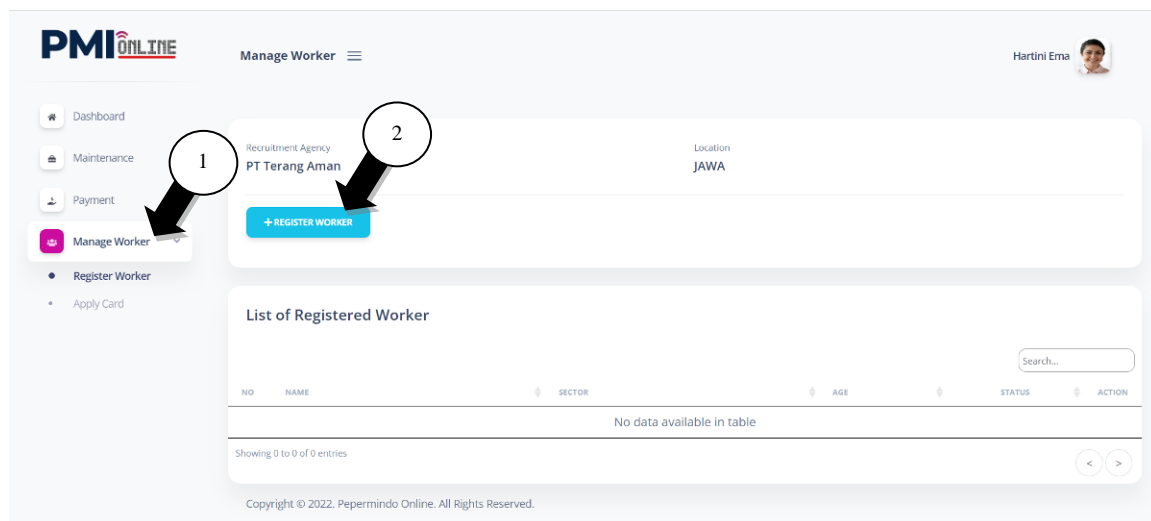 PMI ONLINE
Manage Worker
Hartini Ema
Dashboard
Maintenance
Payment
Manage Worker
Register Worker
Apply Card
1
2
Recruitment Agency
PT Terang Aman
Location
JAWA
+ REGISTER WORKER
List of Registered Worker
Search...
NO NAME SECTOR AGE STATUS ACTION
No data available in table
Showing 0 to 0 of 0 entries
< >
Copyright © 2022. Pepermindo Online. All Rights Reserved.